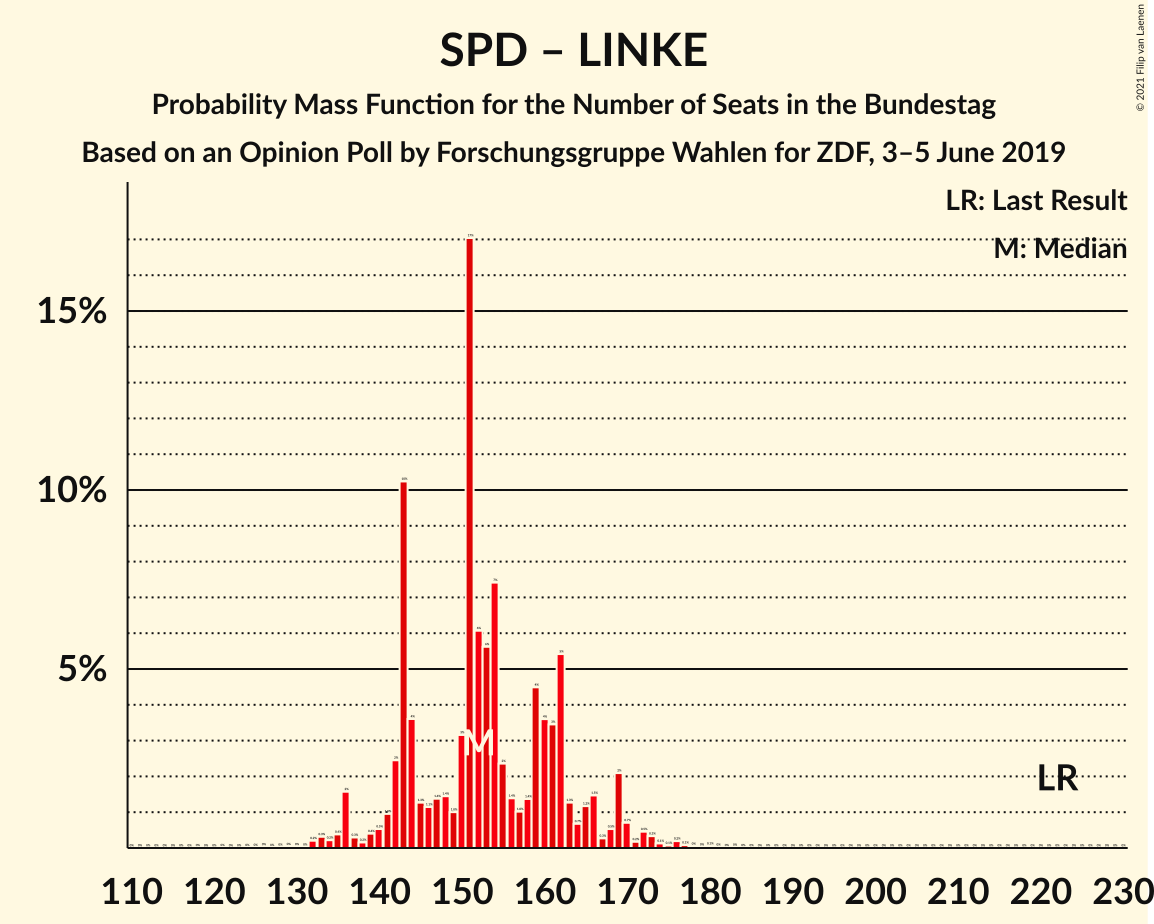 SPD – LINKE
Probability Mass Function for the Number of Seats in the Bundestag
Based on an Opinion Poll by Forschungsgruppe Wahlen for ZDF, 3–5 June 2019
© 2021 Filip van Laenen
LR: Last Result
M: Median
15%
10%
5%
M
LR
110 120 130 140 150 160 170 180 190 200 210 220 230